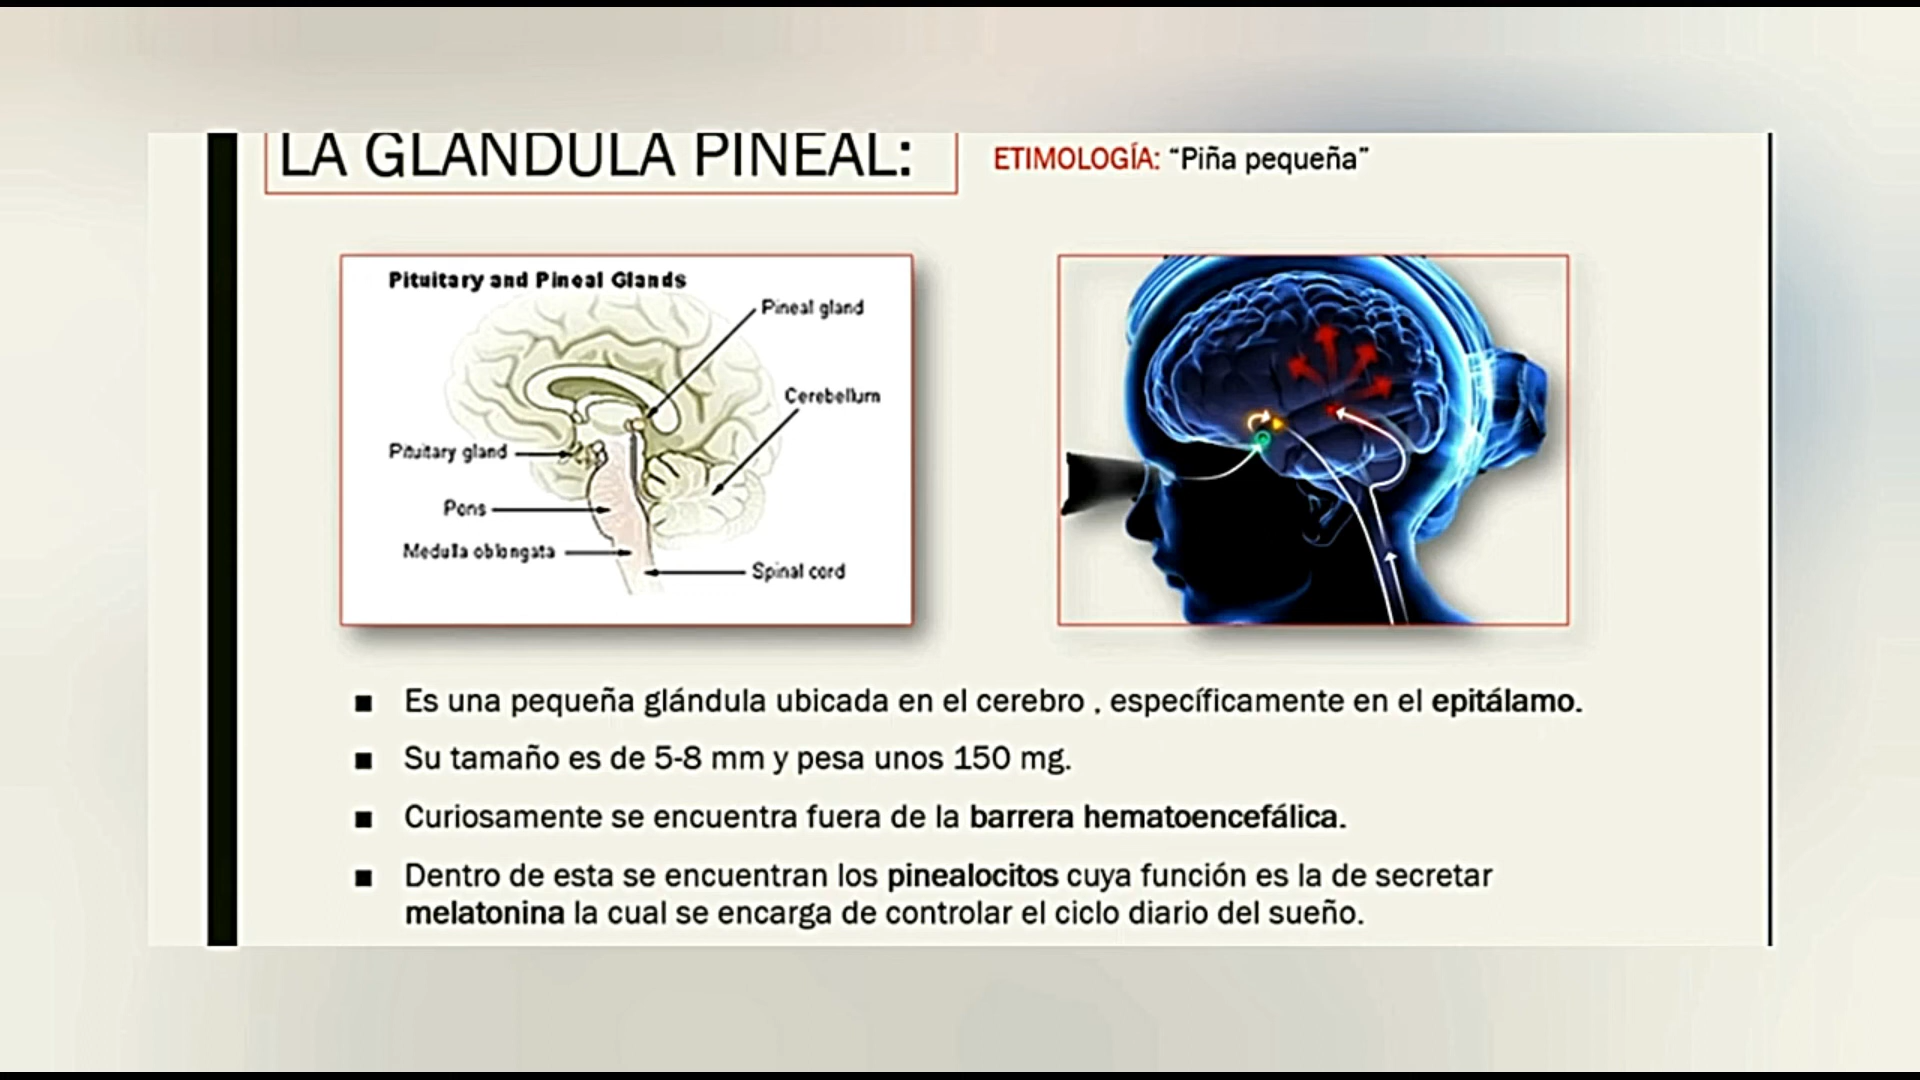 LA GLANDULA PINEAL:
ETIMOLOGÍA: “Piña pequeña”
Pituitary and Pineal Glands
Pineal gland
Cerebellum
Pituitary gland
Pons
Medulla oblongata
Spinal cord
■ Es una pequeña glándula ubicada en el cerebro , específicamente en el epitálamo.
■ Su tamaño es de 5-8 mm y pesa unos 150 mg.
■ Curiosamente se encuentra fuera de la barrera hematoencefálica.
■ Dentro de esta se encuentran los pinealocitos cuya función es la de secretar
melatonina la cual se encarga de controlar el ciclo diario del sueño.